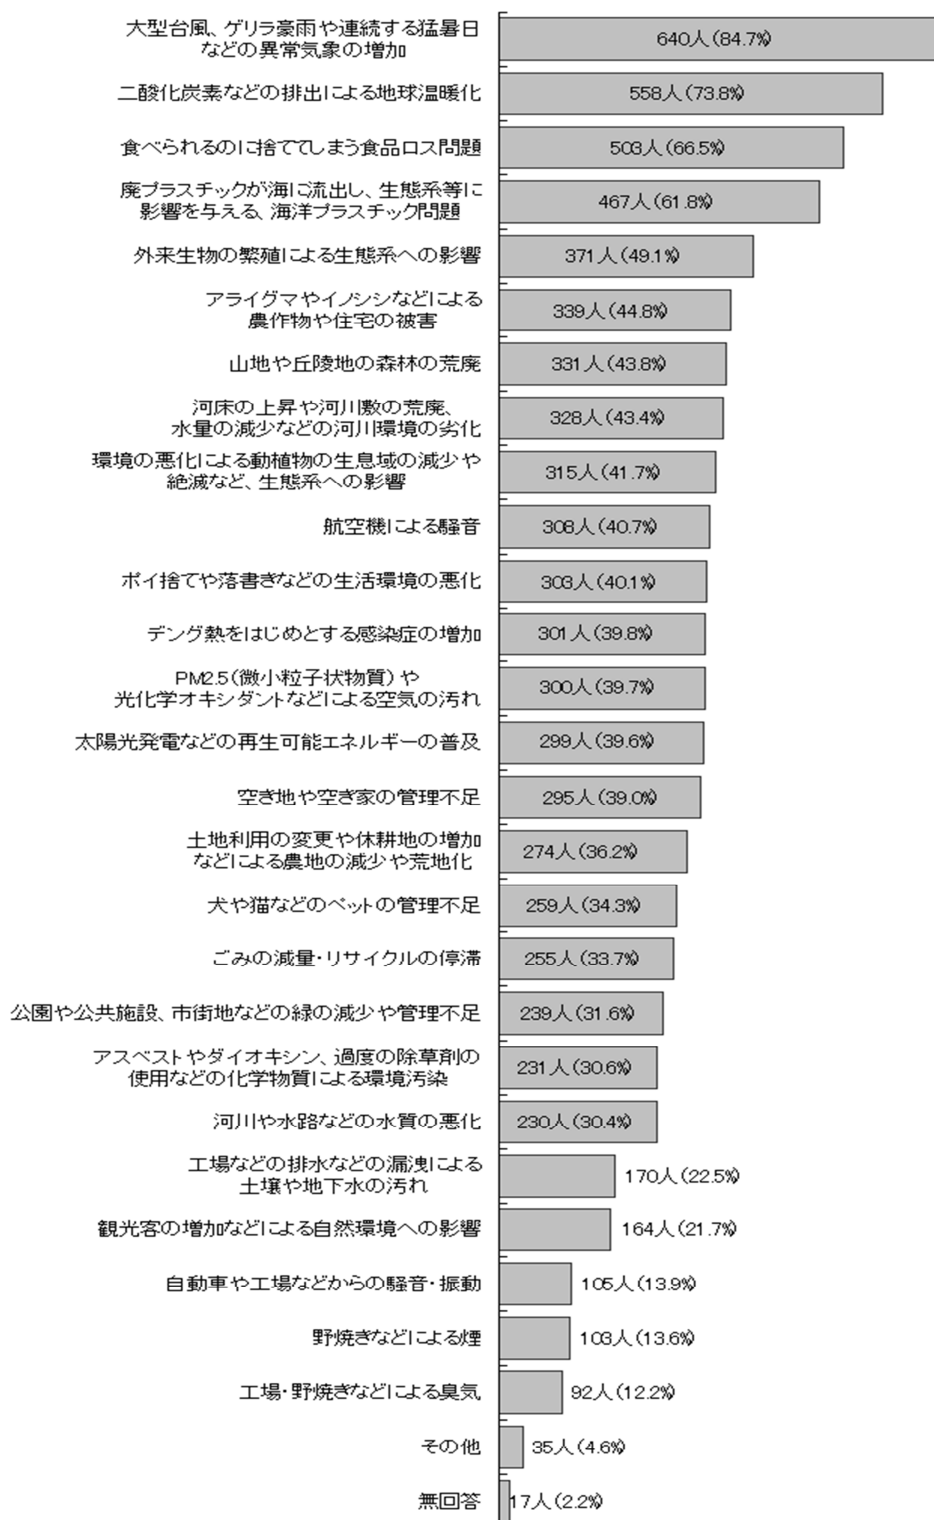 大型台風、ゲリラ豪雨や連続する猛暑日
などの異常気象の増加
640人(84.7%)
二酸化炭素などの排出による地球温暖化
558人(73.8%)
食べられるのに捨ててしまう食品ロス問題
503人(66.5%)
廃プラスチックが海に流出し、生態系等に
影響を与える、海洋プラスチック問題
467人(61.8%)
外来生物の繁殖による生態系への影響
371人(49.1%)
アライグマやイノシシなどによる
農作物や住宅の被害
339人(44.8%)
山地や丘陵地の森林の荒廃
331人(43.8%)
河床の上昇や河川敷の荒廃、
水量の減少などの河川環境の劣化
328人(43.4%)
環境の悪化による動植物の生息域の減少や
絶滅など、生態系への影響
315人(41.7%)
航空機による騒音
308人(40.7%)
ポイ捨てや落書きなどの生活環境の悪化
303人(40.1%)
デング熱をはじめとする感染症の増加
301人(39.8%)
PM2.5(微小粒子状物質)や
光化学オキシダントなどによる空気の汚れ
300人(39.7%)
太陽光発電などの再生可能エネルギーの普及
299人(39.6%)
空き地や空き家の管理不足
295人(39.0%)
土地利用の変更や休耕地の増加
などによる農地の減少や荒地化
274人(36.2%)
犬や猫などのペットの管理不足
259人(34.3%)
ごみの減量・リサイクルの停滞
255人(33.7%)
公園や公共施設、市街地などの緑の減少や管理不足
239人(31.6%)
アスベストやダイオキシン、過度の除草剤の
使用などの化学物質による環境汚染
231人(30.6%)
河川や水路などの水質の悪化
230人(30.4%)
工場などの排水などの漏洩による
土壌や地下水の汚れ
170人(22.5%)
観光客の増加などによる自然環境への影響
164人(21.7%)
自動車や工場などからの騒音・振動
105人(13.9%)
野焼きなどによる煙
103人(13.6%)
工場・野焼きなどによる臭気
92人(12.2%)
その他
35人(4.6%)
無回答
17人(2.2%)